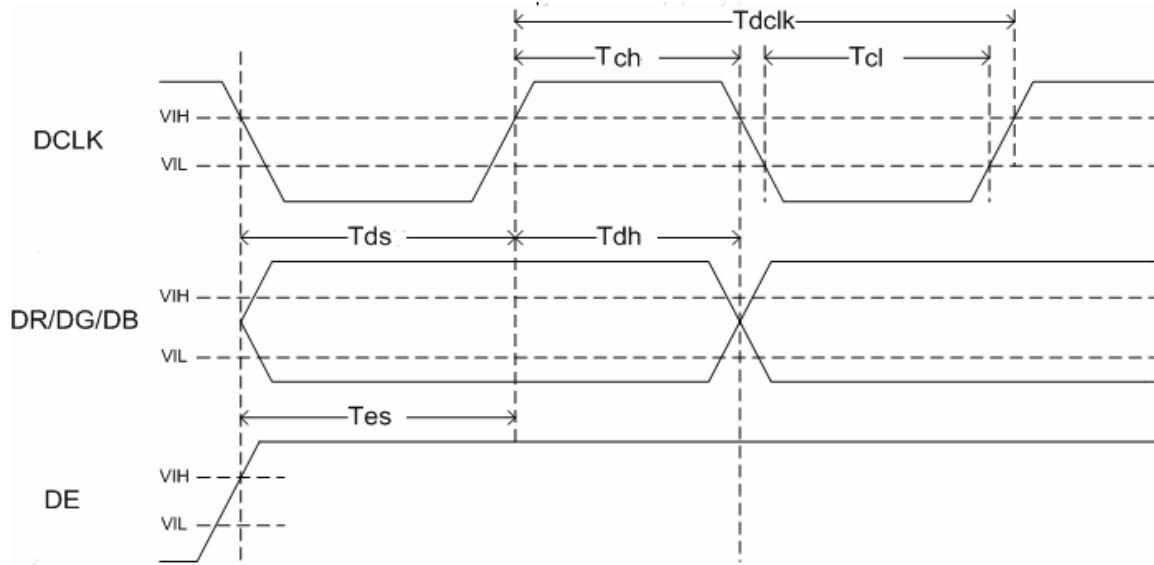 Tdclk
Tch
Tcl
VIH
DCLK
VIL
Tds
Tdh
VIH
DR/DG/DB
VIL
Tes
VIH
DE
VIL